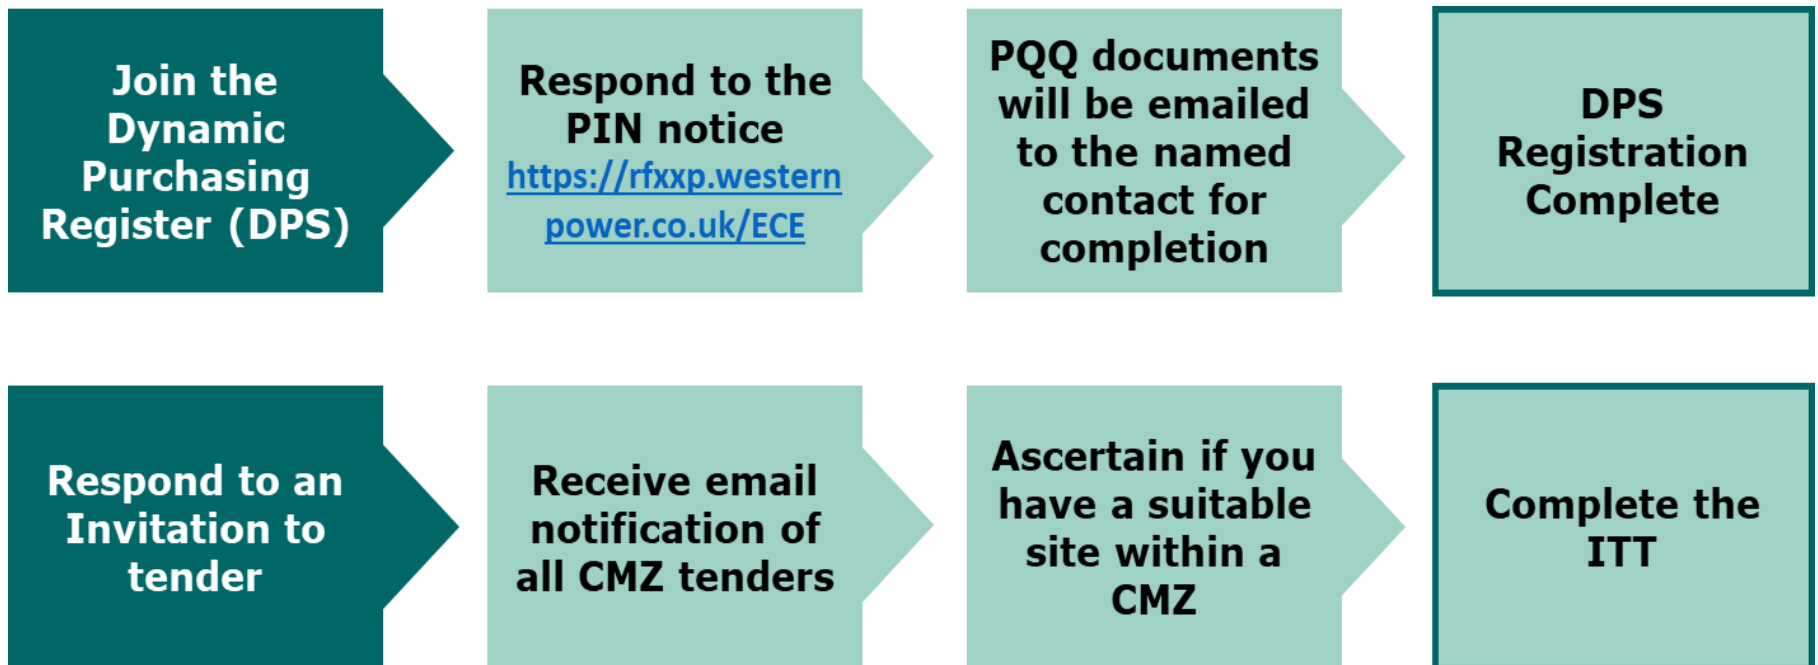 Join the
Dynamic
Purchasing
Register (DPS)
Respond to the
PIN notice
https://rfxxp.western
power.co.uk/ECE
PQQ documents
will be emailed
to the named
contact for
completion
DPS
Registration
Complete
Respond to an
Invitation to
tender
Receive email
notification of
all CMZ tenders
Ascertain if you
have a suitable
site within a
CMZ
Complete the
ITT